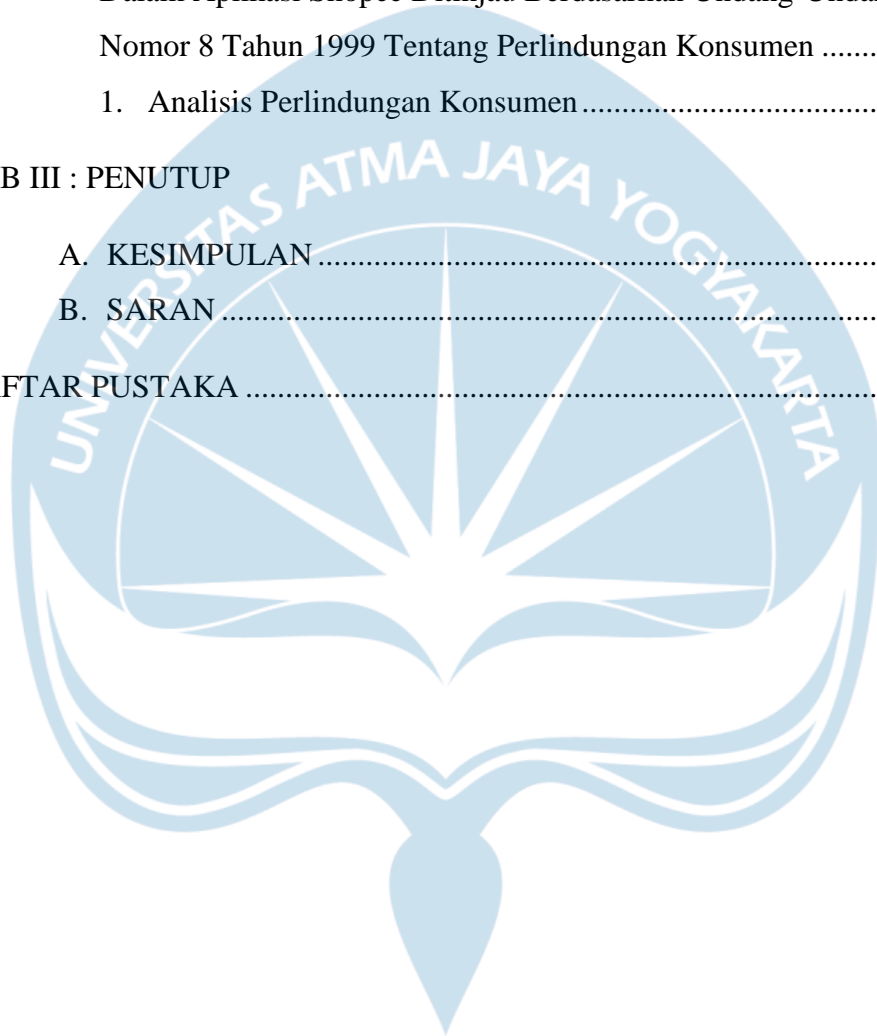 Nomor 8 Tahun 1999 Tentang Perlindungan Konsumen .......
1. Analisis Perlindungan Konsumen ...................................
B III : PENUTUP
UNIVERSITAS ATMA JAYA YOGYAKARTA
A. KESIMPULAN ....................................................................
B. SARAN ................................................................................
FTAR PUSTAKA .............................................................................